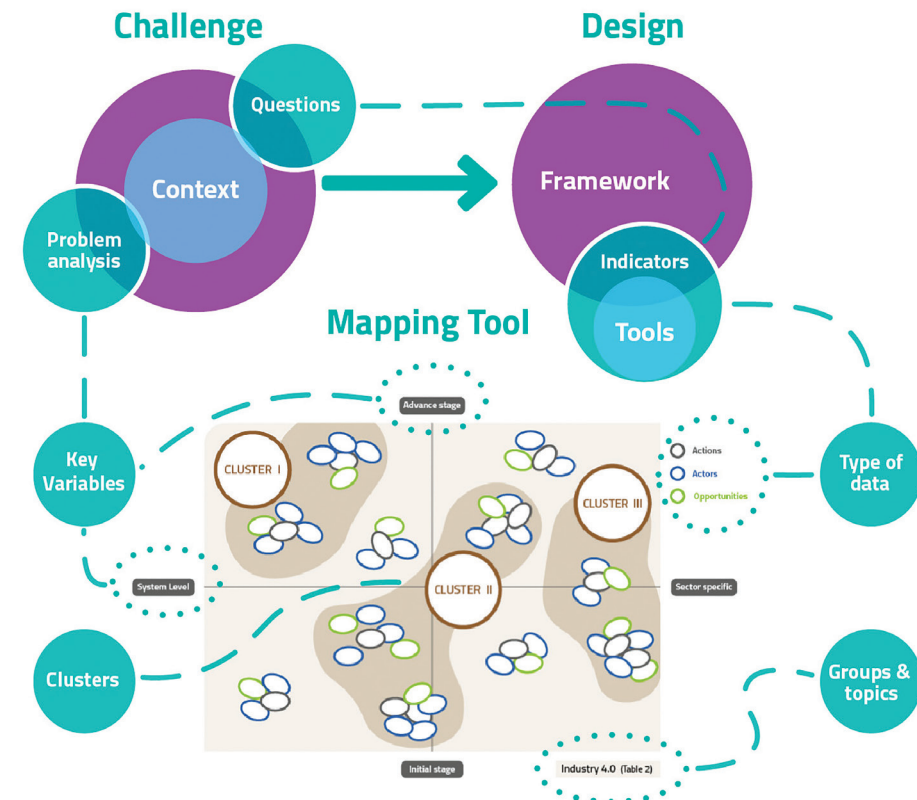 Challenge
Design
Questions
Context
Framework
Problem
analysis
Indicators
Tools
Mapping Tool
Advance stage
Key
Variables
CLUSTER I
CLUSTER III
Actions
Actors
Opportunities
Type of
data
System Level
CLUSTER II
Sector specific
Clusters
Groups &
topics
Initial stage
Industry 4.0 (Table 2)